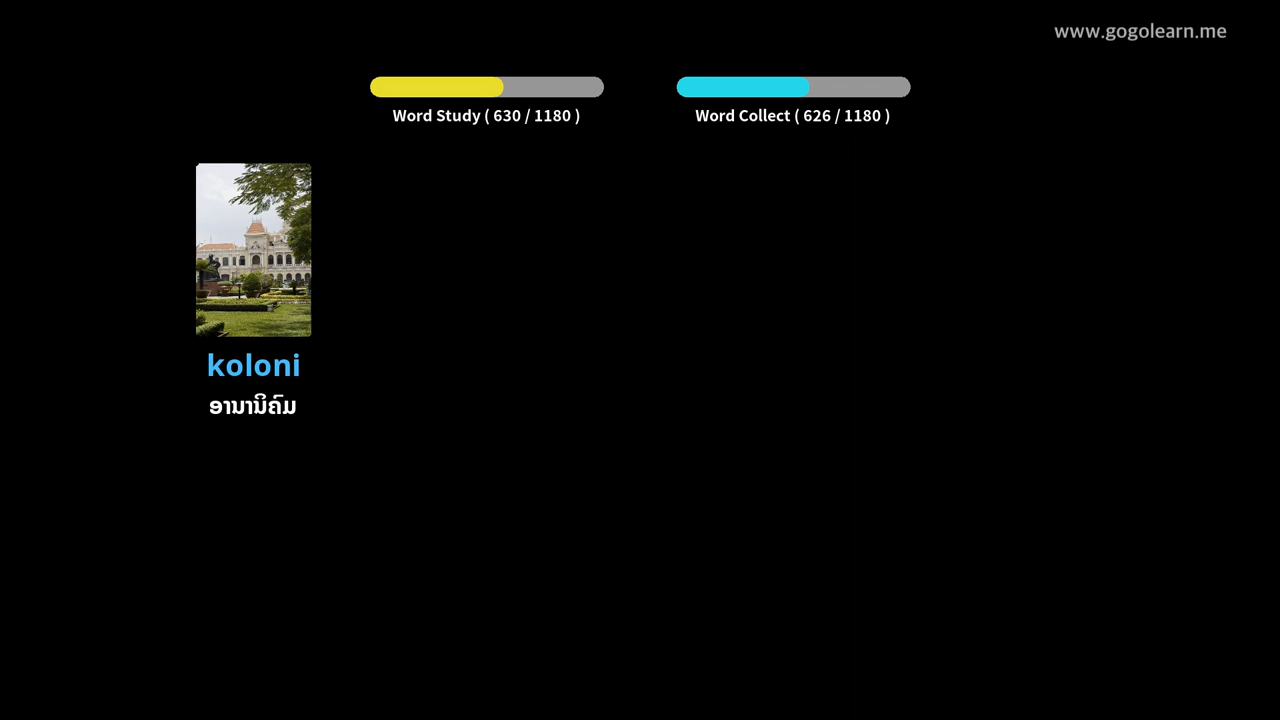 www.gogolearn.me
Word Study ( 630 / 1180 )
Word Collect ( 626 / 1180 )
koloni
ອານານິຄົມ